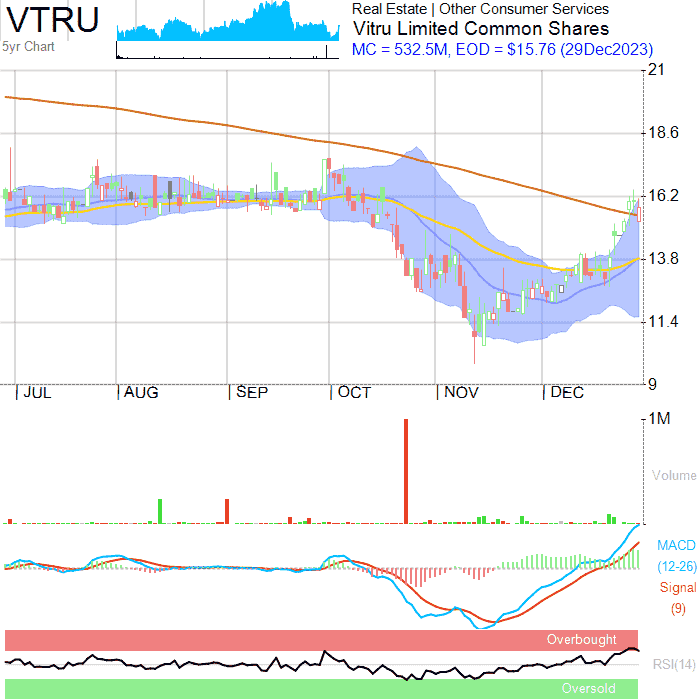 VTRU
5yr Chart
Real Estate | Other Consumer Services
Vitru Limited Common Shares
MC = 532.5M, EOD = $15.76 (29Dec2023)
21
18.6
16.2
13.8
11.4
9
JUL
AUG
SEP
OCT
NOV
DEC
1M
Volume
MACD
(12-26)
Signal
(9)
Overbought
RSI(14)
Oversold